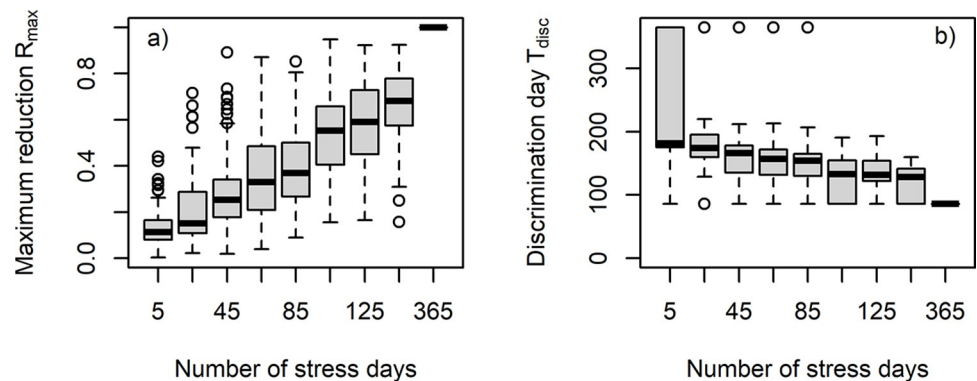 a)
Maximum reduction Rmax
0.8
0.4
0.0
5 45 85 125 365
Number of stress days
b)
Discrimination day Tdisc
300
200
100
0
5 45 85 125 365
Number of stress days